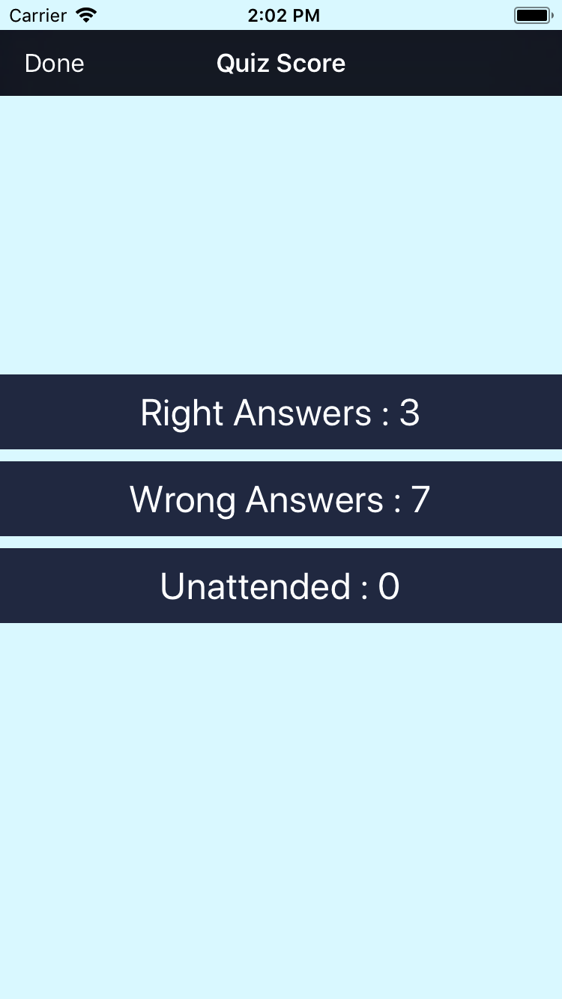 Carrier 2:02 PM
Done Quiz Score
Right Answers : 3
Wrong Answers : 7
Unattended : 0